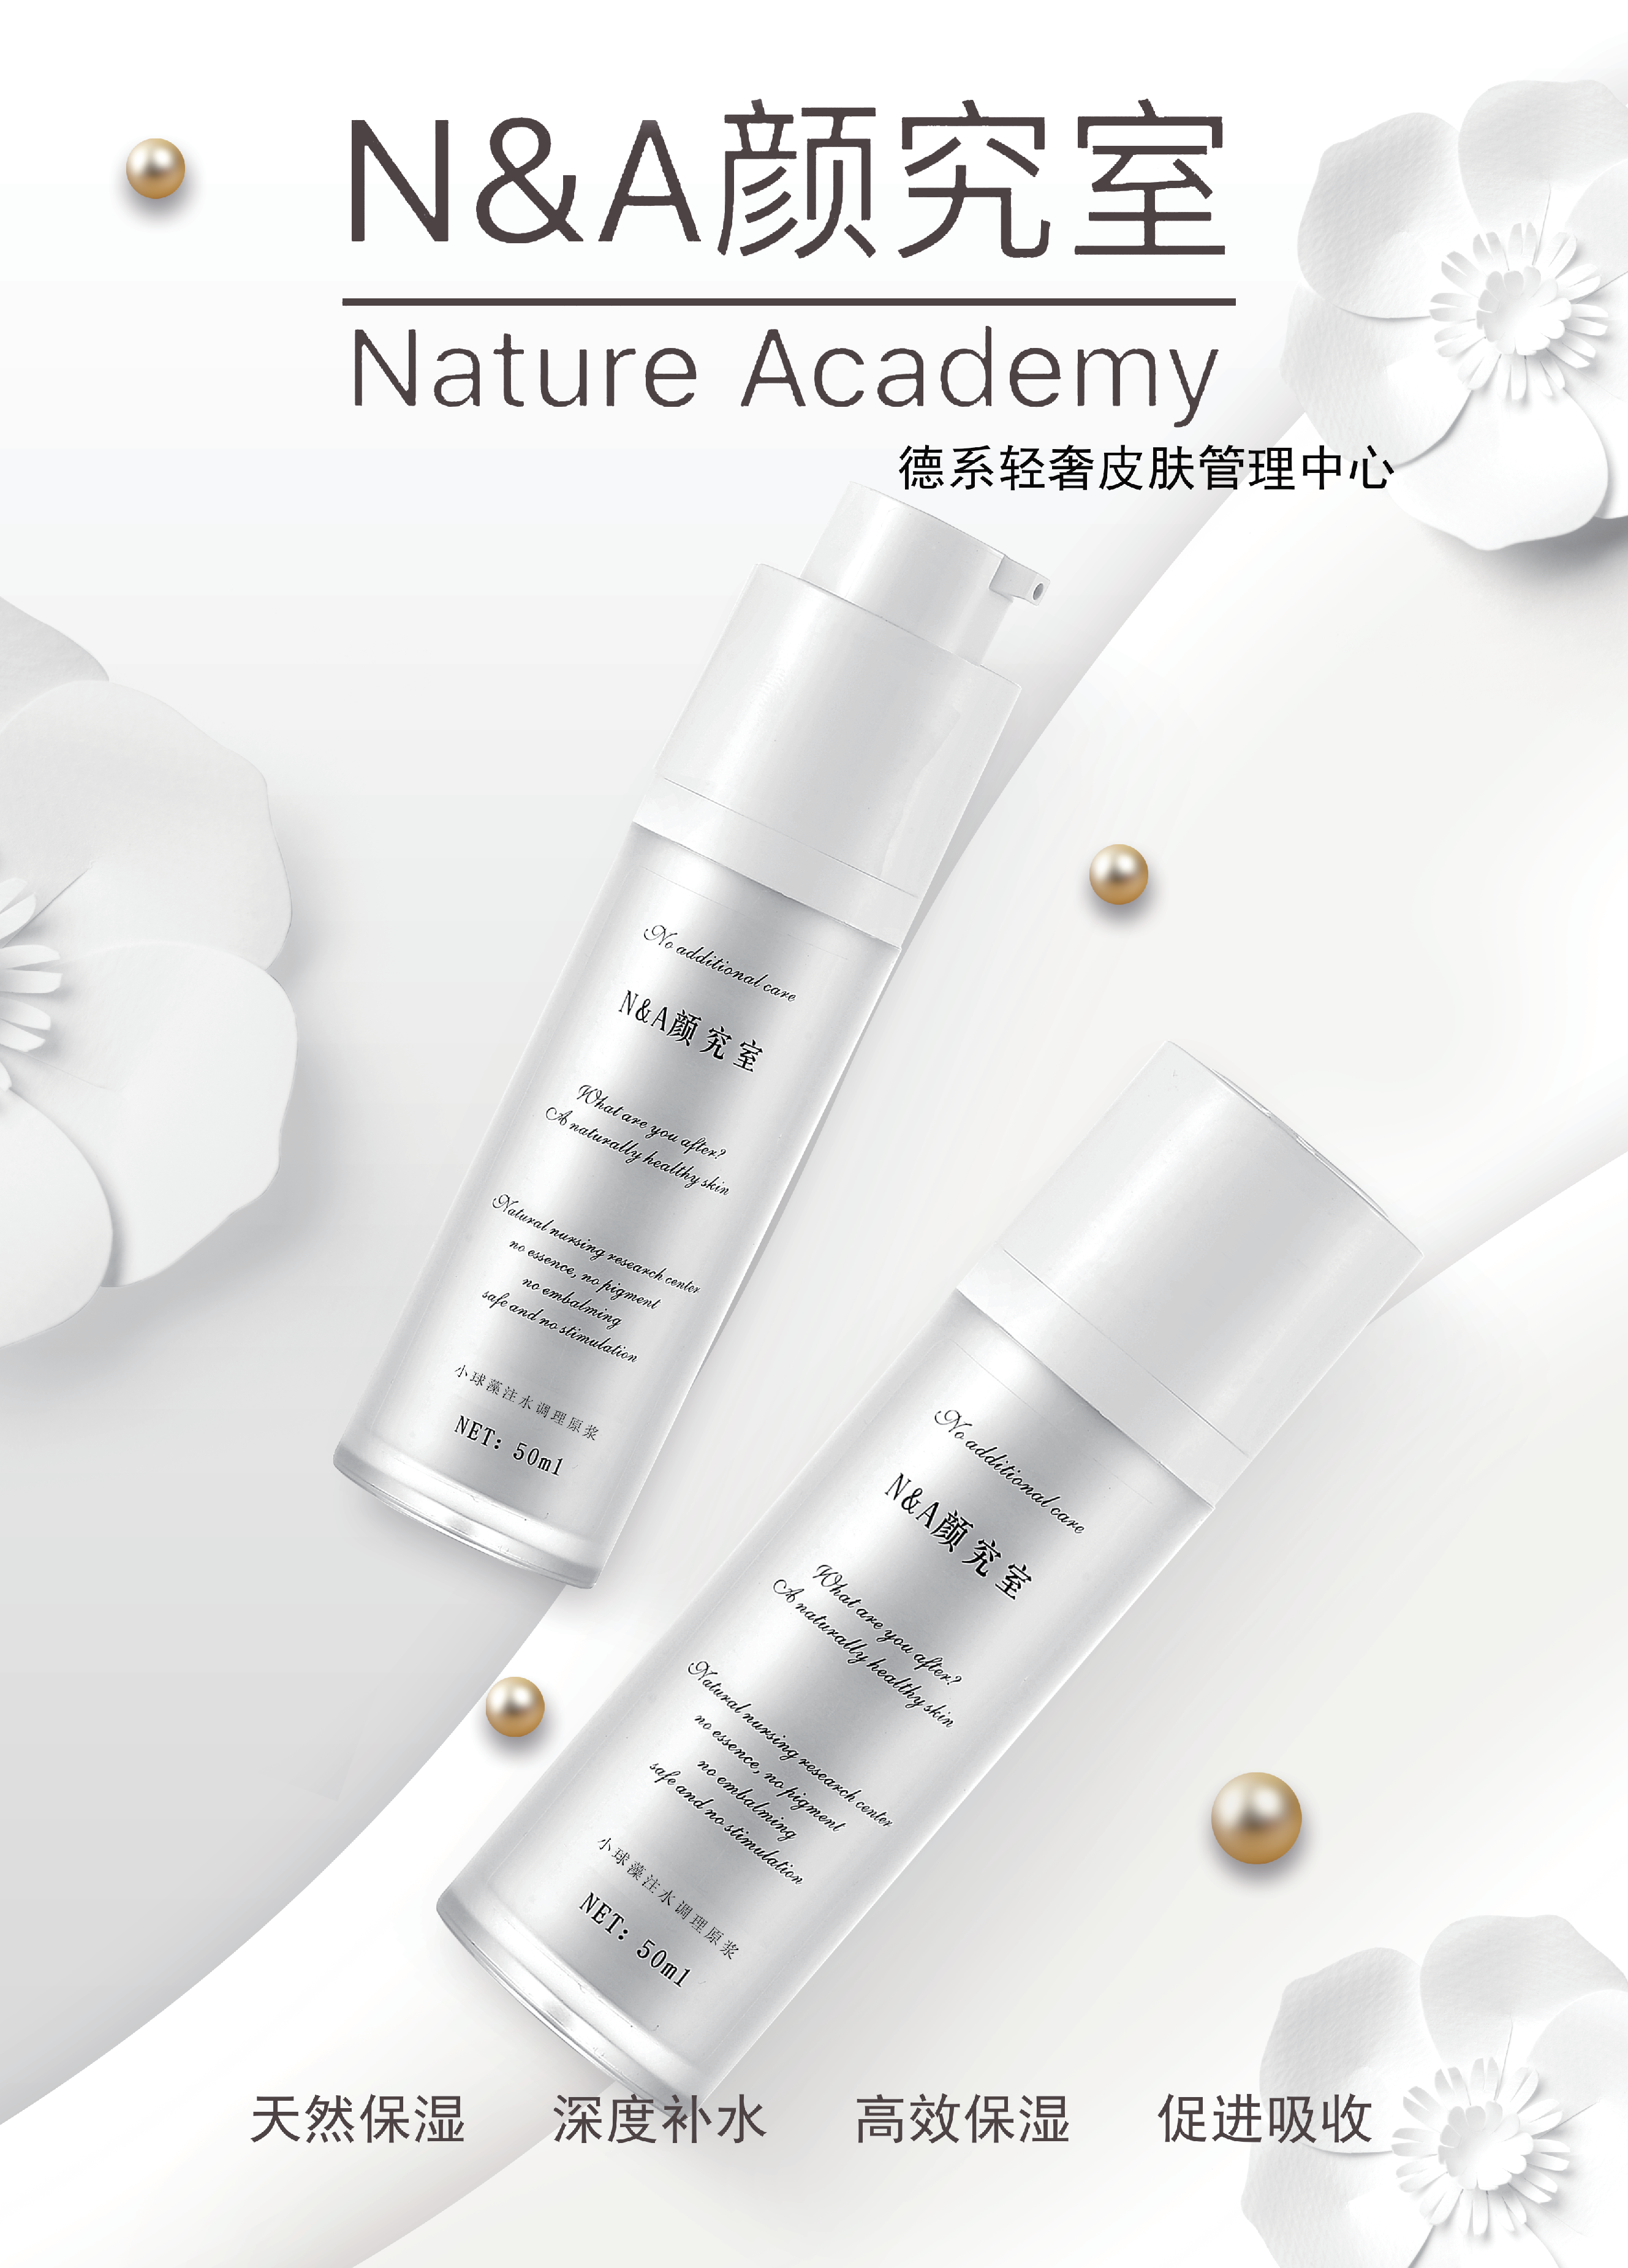 N&A颜究室
Nature Academy
德系轻奢皮肤管理中心
No additional care
N&A颜究室
What are you after?
A naturally healthy skin
Natural nursing research center
no essence, no pigment
no embalming
safe and no stimulation
小球藻注水调理原浆
NET: 50ml
No additional care
N&A颜究室
What are you after?
A naturally healthy skin
Natural nursing research center
no essence, no pigment
no embalming
safe and no stimulation
小球藻注水调理原浆
NET: 50ml
天然保湿 深度补水 高效保湿 促进吸收